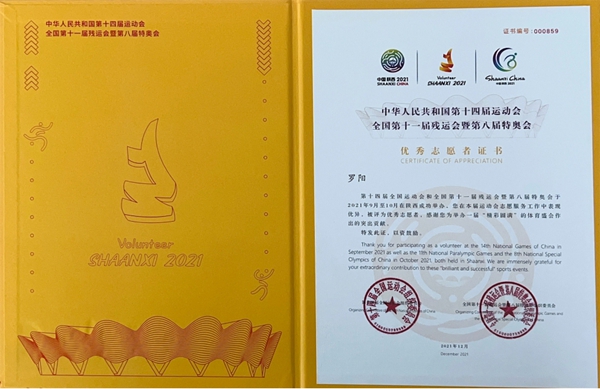 中华人民共和国第十四届运动会
全国第十一届残运会暨第八届特奥会
Volunteer
SHAANXI 2021
证书编号：000859
中国陕西 2021
SHAANXI CHINA
Volunteer
SHAANXI 2021
Shaanxi China
中国陕西 2021
中华人民共和国第十四届运动会
全国第十一届残运会暨第八届特奥会
优秀志愿者证书
CERTIFICATE OF APPRECIATION
罗阳
第十四届全国运动会和全国第十一届残运会暨第八届特奥会于
2021年9月至10月在陕西成功举办。您在本届运动会志愿服务工作中表现
优异，被评为优秀志愿者。感谢您为举办一届“精彩圆满”的体育盛会作
出的突出贡献。
特发此证，以资鼓励。
Thank you for participating as a volunteer at the 14th National Games of China in
September 2021 as well as the 11th National Paralympic Games and the 8th National Special
Olympics of China in October 2021, both held in Shaanxi. We are immensely grateful for
your extraordinary contribution to these "brilliant and successful" sports events.
2021年12月
December 2021